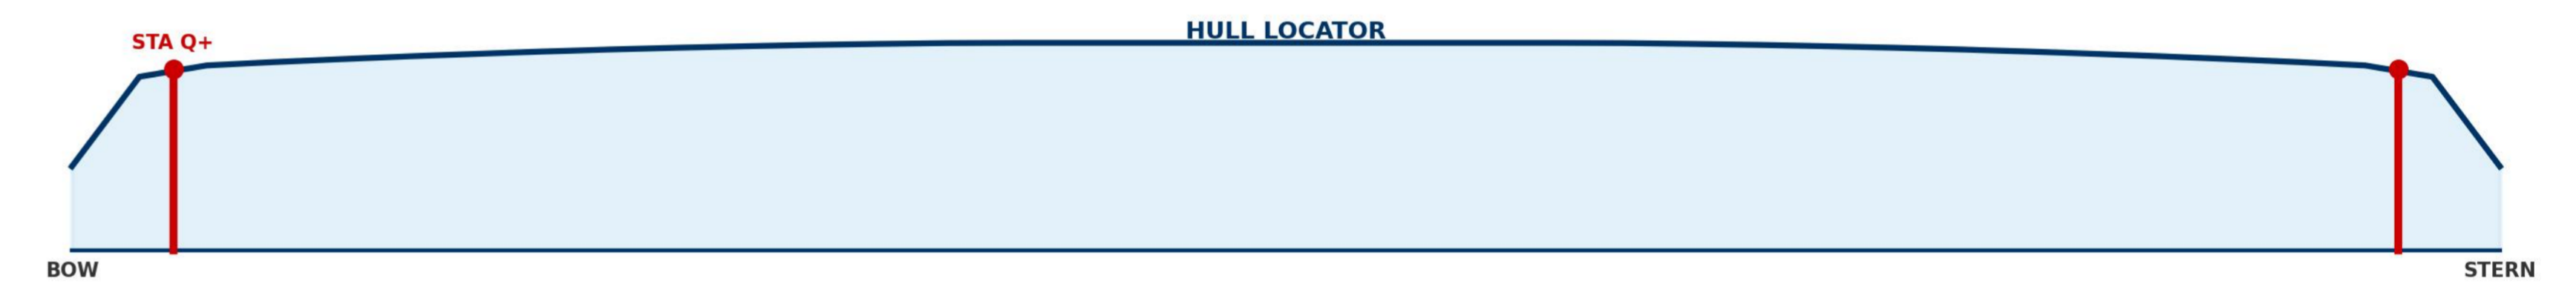 HULL LOCATOR
STA Q+
BOW
STERN